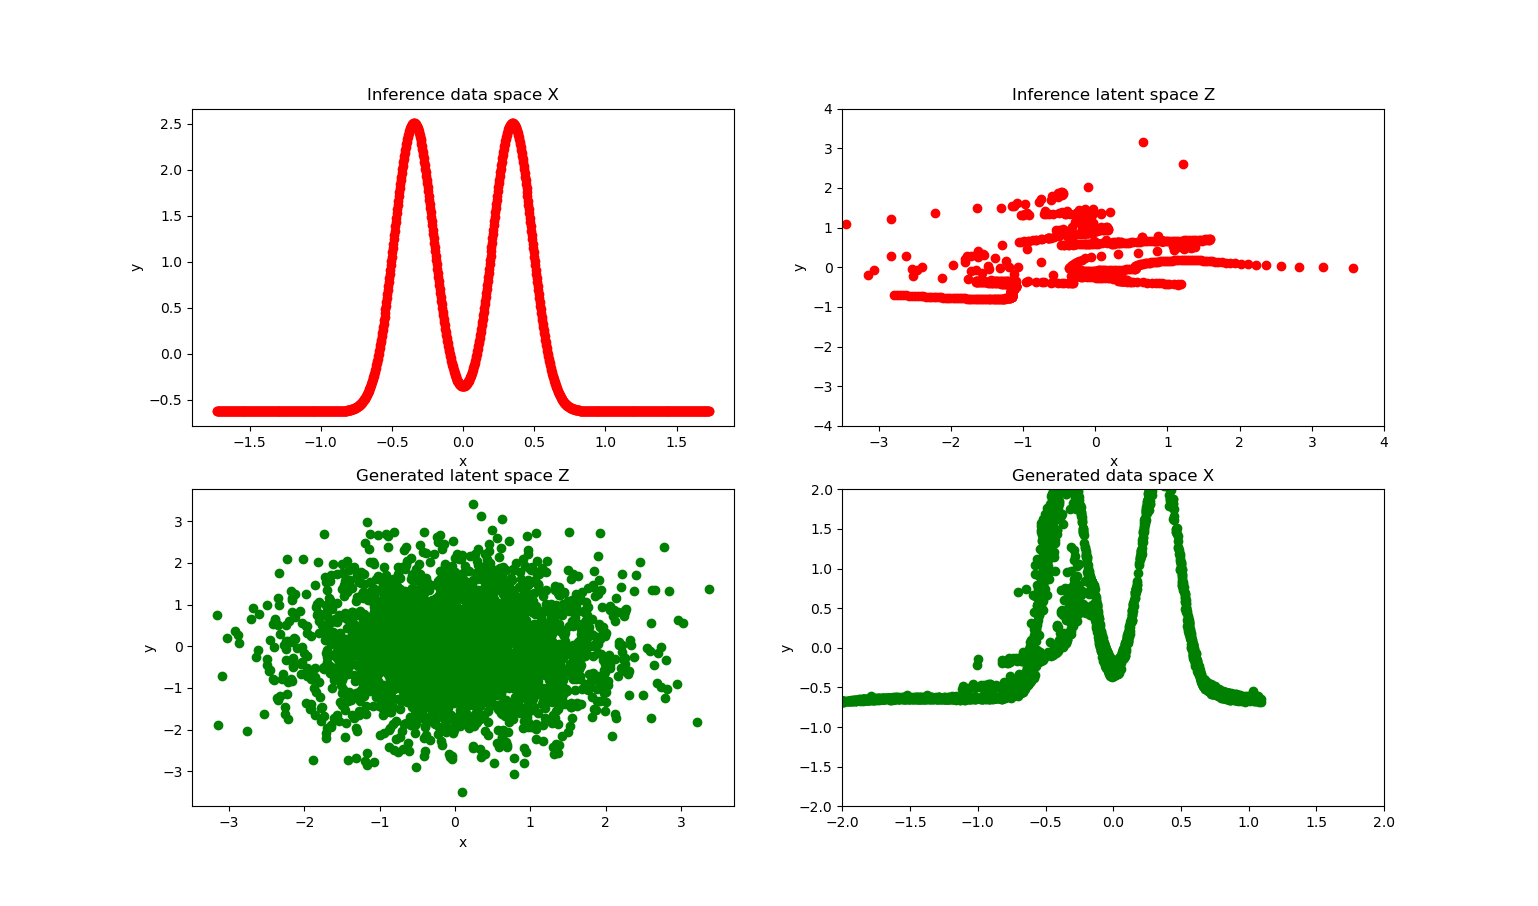 Inference data space X
2.5
2.0
1.5
1.0
0.5
0.0
−0.5
y
−1.5 −1.0 −0.5 0.0 0.5 1.0 1.5
x
Inference latent space Z
4
3
2
1
0
−1
−2
−3
−4
y
−3 −2 −1 0 1 2 3 4
x
Generated latent space Z
3
2
1
0
−1
−2
−3
y
−3 −2 −1 0 1 2 3
x
Generated data space X
2.0
1.5
1.0
0.5
0.0
−0.5
−1.0
−1.5
−2.0
y
−2.0 −1.5 −1.0 −0.5 0.0 0.5 1.0 1.5 2.0